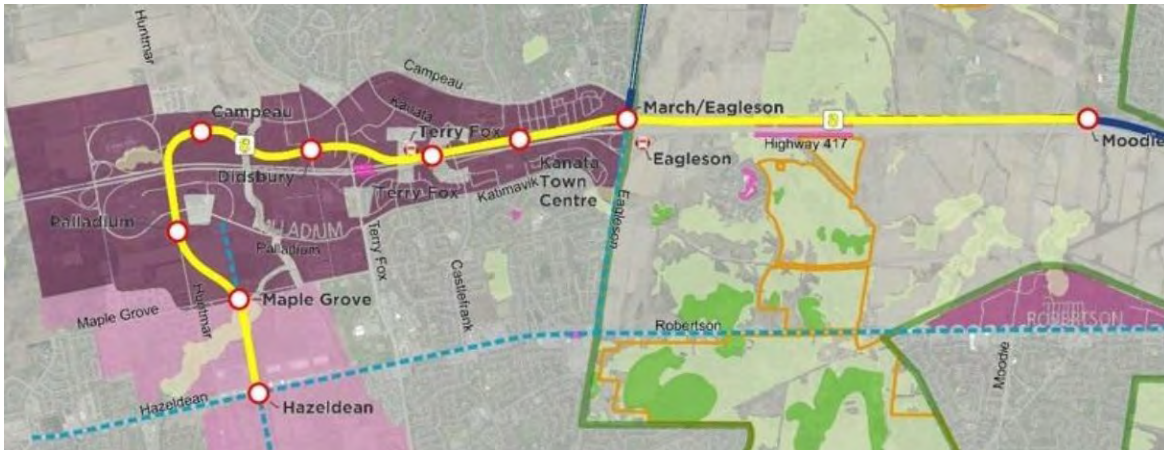 Huntmar
Campeau
Kanata
Campeau
Terry Fox
March/Eagleson
Highway 417
Moodie
Didsbury
Terry Fox
Katimavik
Kanata
Town
Centre
Eagleson
Palladium
PALLADIUM
Palladium
Terry Fox
Eagleson
Maple Grove
Huntmar
Maple Grove
Castlefrank
Robertson
ROBERTSON
Moodie
Hazeldean
Hazeldean